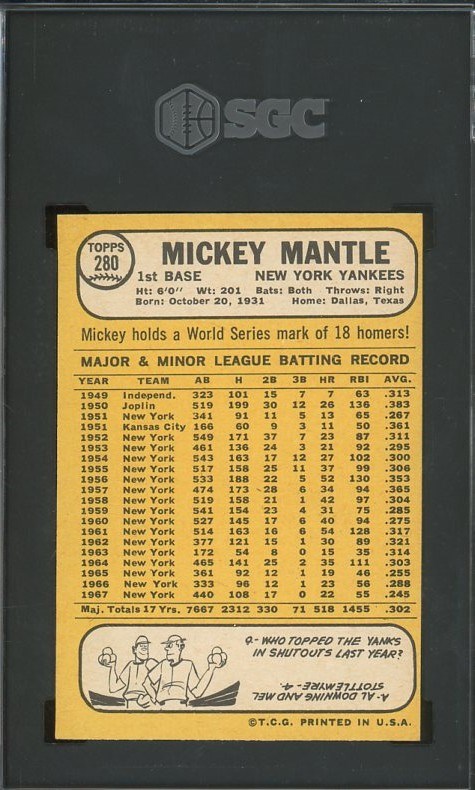 SGC
TOPPS
280
MICKEY MANTLE
1st BASE NEW YORK YANKEES
Ht: 6'0" Wt: 201 Bats: Both Throws: Right
Born: October 20, 1931 Home: Dallas, Texas
Mickey holds a World Series mark of 18 homers!
MAJOR & MINOR LEAGUE BATTING RECORD
YEAR TEAM AB H 2B 3B HR RBI AVG.
1949 Independ. 323 101 15 7 7 63 .313
1950 Joplin 519 199 30 12 26 136 .383
1951 New York 341 91 11 5 13 65 .267
1951 Kansas City 166 60 9 3 11 50 .361
1952 New York 549 171 37 7 23 87 .311
1953 New York 461 136 24 3 21 92 .295
1954 New York 543 163 17 12 27 102 .300
1955 New York 517 158 25 11 37 99 .306
1956 New York 533 188 22 5 52 130 .353
1957 New York 474 173 28 6 34 94 .365
1958 New York 519 158 21 1 42 97 .304
1959 New York 541 154 23 4 31 75 .285
1960 New York 527 145 17 6 40 94 .275
1961 New York 514 163 16 6 54 128 .317
1962 New York 377 121 15 1 30 89 .321
1963 New York 172 54 8 0 15 35 .314
1964 New York 465 141 25 2 35 111 .303
1965 New York 361 92 12 1 19 46 .255
1966 New York 333 96 12 1 23 56 .288
1967 New York 440 108 17 0 22 55 .245
Maj. Totals 17 Yrs. 7667 2312 330 71 518 1455 .302
Q- WHO TOPPED THE YANKS
IN SHUTOUTS LAST YEAR?
A- AL DOWNING AND MEL
STOTTLEMYRE - 4.
©T.C.G. PRINTED IN U.S.A.